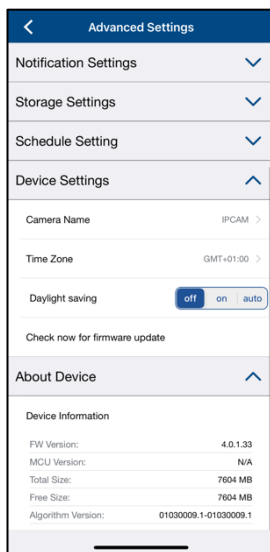 Advanced Settings
Notification Settings
Storage Settings
Schedule Setting
Device Settings
Camera Name IPCAM
Time Zone GMT+01:00
Daylight saving off on auto
Check now for firmware update
About Device
Device Information
FW Version: 4.0.1.33
MCU Version: N/A
Total Size: 7604 MB
Free Size: 7604 MB
Algorithm Version: 01030009.1-01030009.1